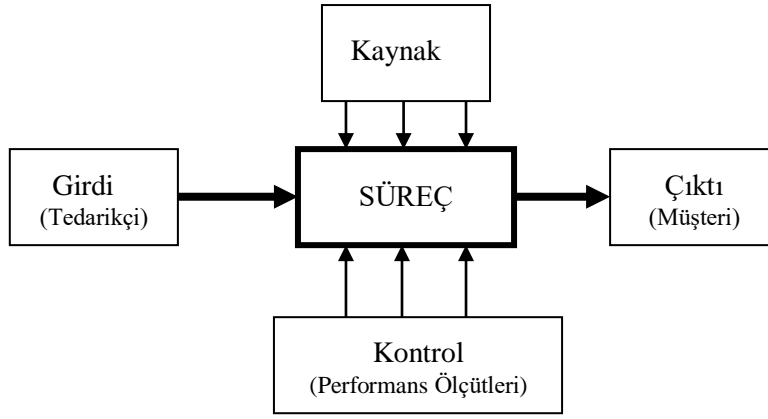 Kaynak
Girdi
(Tedarikçi)
SÜREÇ
Çıktı
(Müşteri)
Kontrol
(Performans Ölçütleri)